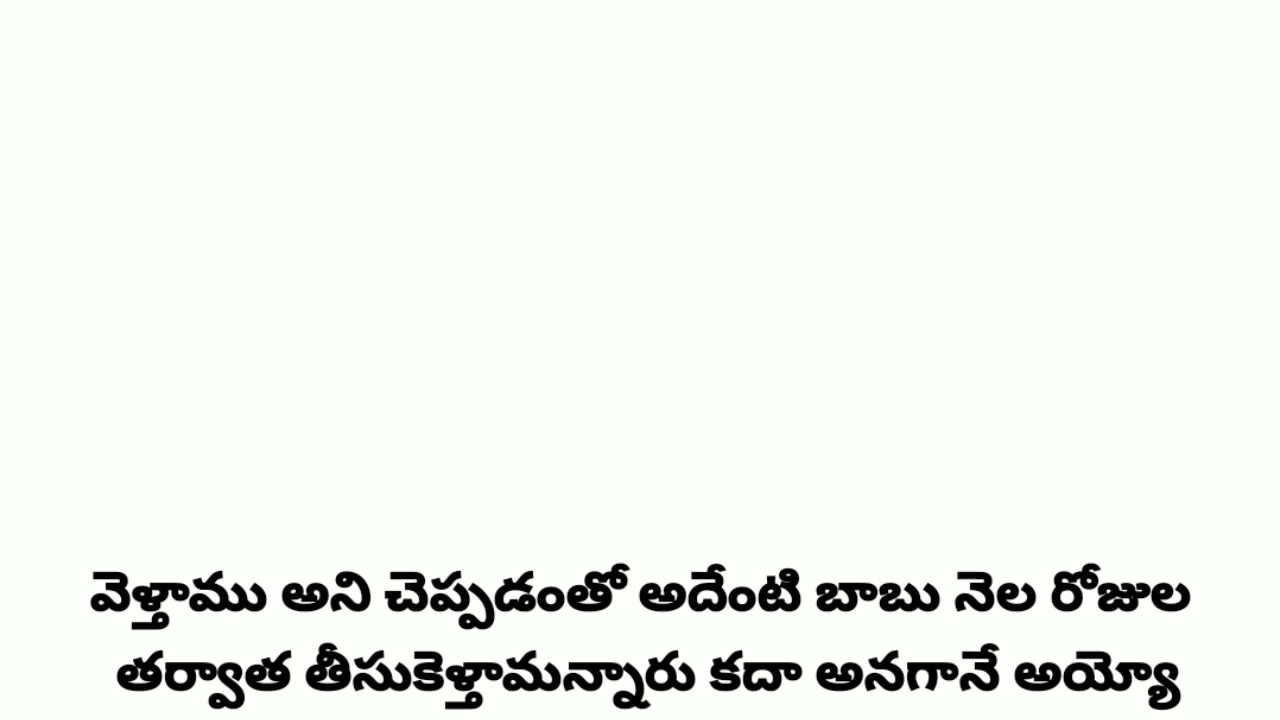 వెళ్తాము అని చెప్పడంతో అదేంటి బాబు నెల రోజుల
తర్వాత తీసుకెళ్తామన్నారు కదా అనగానే అయ్యో